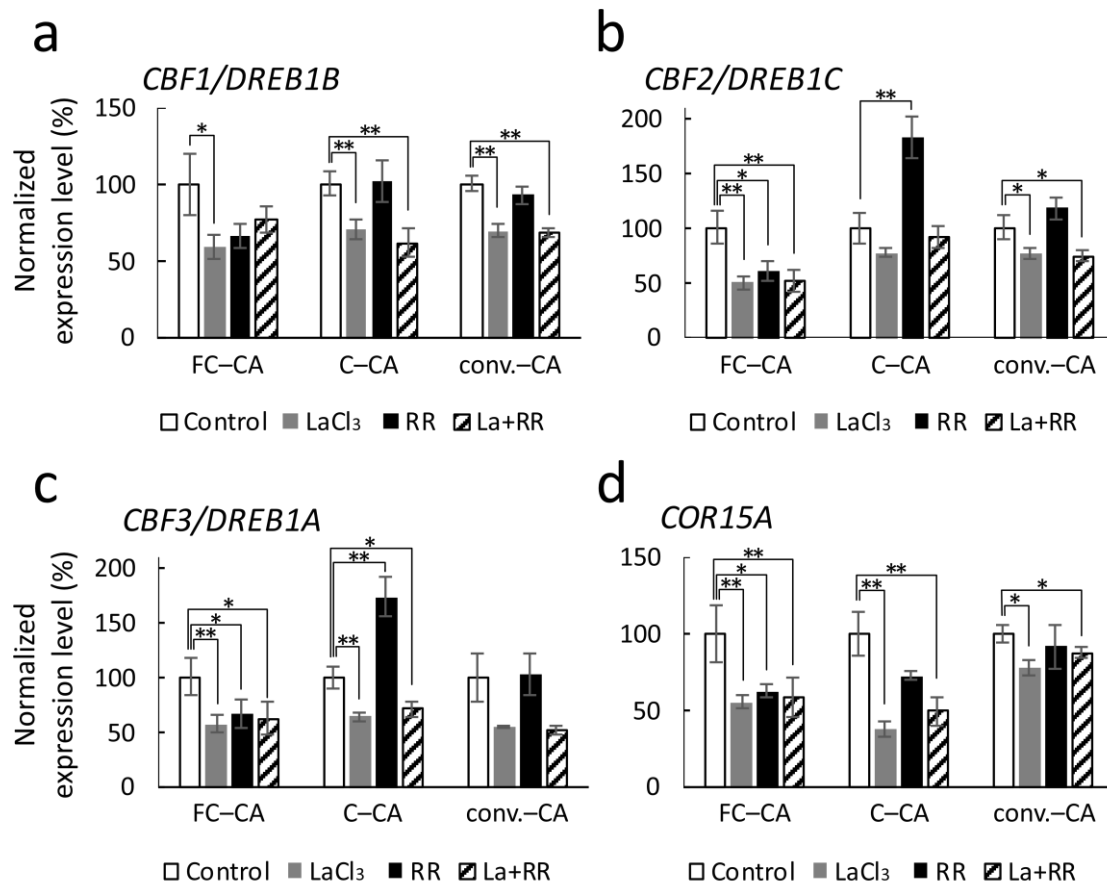 a
CBF1/DREB1B
Normalized
expression level (%)
150
100
50
0
*
**
**
**
**
FC–CA
C–CA
conv.–CA
Control
LaCl3
RR
La+RR
b
CBF2/DREB1C
200
150
100
50
0
**
*
**
**
*
*
FC–CA
C–CA
conv.–CA
Control
LaCl3
RR
La+RR
c
CBF3/DREB1A
Normalized
expression level (%)
200
150
100
50
0
*
*
**
*
**
**
FC–CA
C–CA
conv.–CA
Control
LaCl3
RR
La+RR
d
COR15A
150
100
50
0
**
*
**
**
**
*
*
FC–CA
C–CA
conv.–CA
Control
LaCl3
RR
La+RR